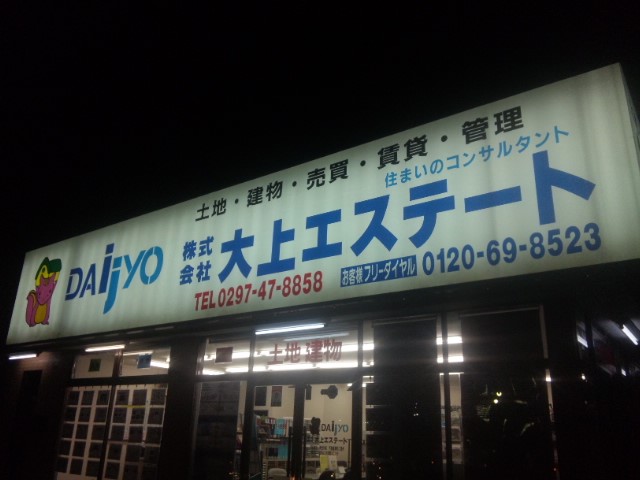 土地・建物・売買・賃貸・管理
住まいのコンサルタント
DAijYO 株式会社 大上エステート
TEL 0297-47-8858 お客様フリーダイヤル 0120-69-8523
土地建物
DAijYO
大上エステート